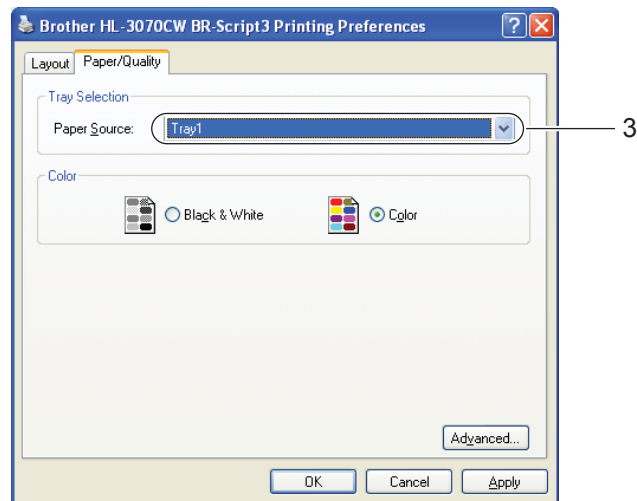 Brother HL-3070CW BR-Script3 Printing Preferences
Layout Paper/Quality
Tray Selection
Paper Source: Tray1 3
Color
Black & White Color
Advanced...
OK Cancel Apply